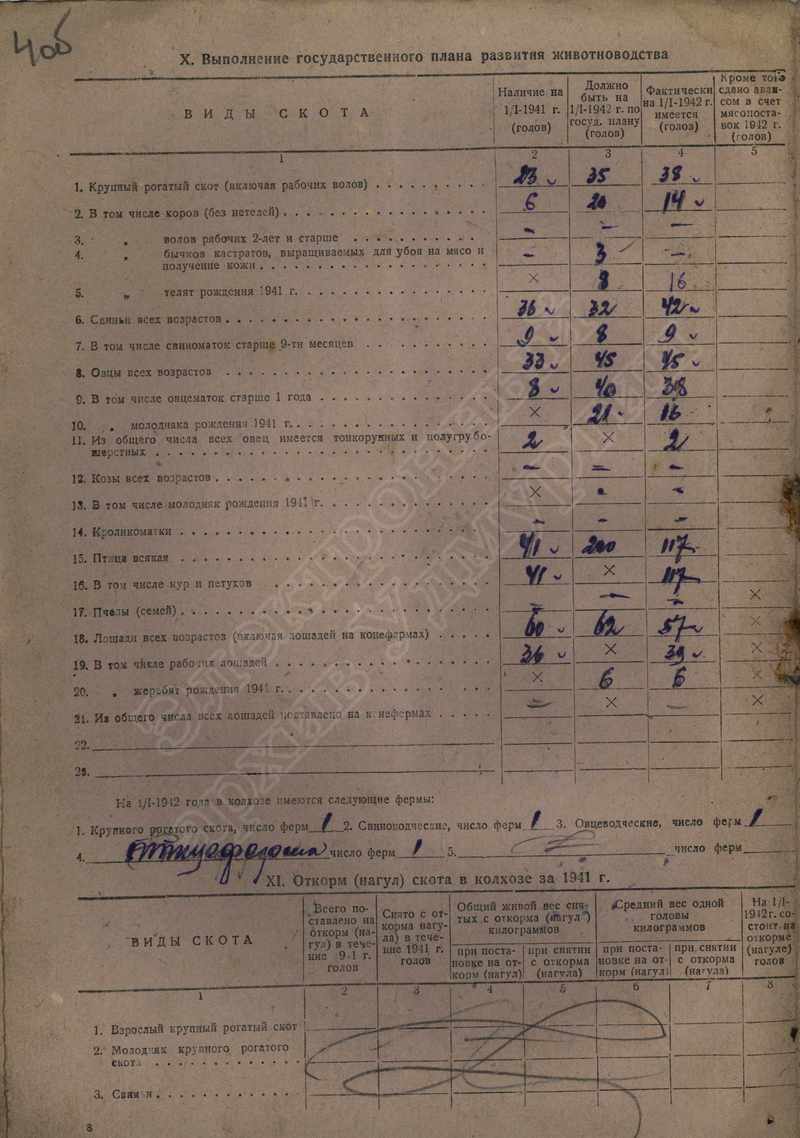 406
X. Выполнение государственного плана развития животноводства
ВИДЫ СКОТА
Наличие на 1/I-1941 г. (голов)
Должно быть на 1/I-1942 г. по госуд. плану (голов)
Фактически на 1/I-1942 г. имеется (голов)
Кроме того сдано авансом в счет мясопоставок 1942 г. (голов)
1 2 3 4 5
1. Крупный рогатый скот (включая рабочих волов) 23 35 38
2. В том числе коров (без нетелей) 6 20 14
3. " волов рабочих 2-лет и старше - - -
4. " бычков кастратов, выращиваемых для убоя на мясо и
получение кожи - 3 -
5. " телят рождения 1941 г. × 8 16
6. Свиньи всех возрастов 36 32 42
7. В том числе свиноматок старше 9-ти месяцев 9 8 9
8. Овцы всех возрастов 33 45 45
9. В том числе овцематок старше 1 года 8 40
10. " молодняка рождения 1941 г. × 21 16
11. Из общего числа всех овец имеется тонкорунных и полугрубо-
шерстных 2 × 2
12. Козы всех возрастов - - -
13. В том числе молодняк рождения 1941 г. × - -
14. Кроликоматки - - -
15. Птица всякая 41 200 117
16. В том числе кур и петухов 41 × 117
17. Пчелы (семей) - - ×
18. Лошади всех возрастов (включая лошадей на конефермах) 60 62 57 ×
19. В том числе рабочих лошадей 36 × 39 ×
20. " жеребят рождения 1941 г. × 6 6 ×
21. Из общего числа всех лошадей поставлено на конефермах - × - ×
22.
23.
На 1/I-1942 года в колхозе имеются следующие фермы:
1. Крупного рогатого скота, число ферм 1 2. Свиноводческие, число ферм 1 3. Овцеводческие, число ферм 1
4. Птицеферма число ферм 1 5. число ферм
XI. Откорм (нагул) скота в колхозе за 1941 г.
ВИДЫ СКОТА
Всего поставлено на откорм (нагул) в течение 1941 г. голов
Снято с откорма нагула) в течение 1941 г. голов
Общий живой вес снятых с откорма (нагул) килограммов
при постановке на откорм (нагул)
при снятии с откорма (нагула)
Средний вес одной головы килограммов
при постановке на откорм (нагул)
при снятии с откорма (нагула)
На 1/I-1942 г. состоит на откорме (нагуле) голов
1 2 3 4 5 6 7 8
1. Взрослый крупный рогатый скот
2. Молодняк крупного рогатого
скота
3. Свиньи
8